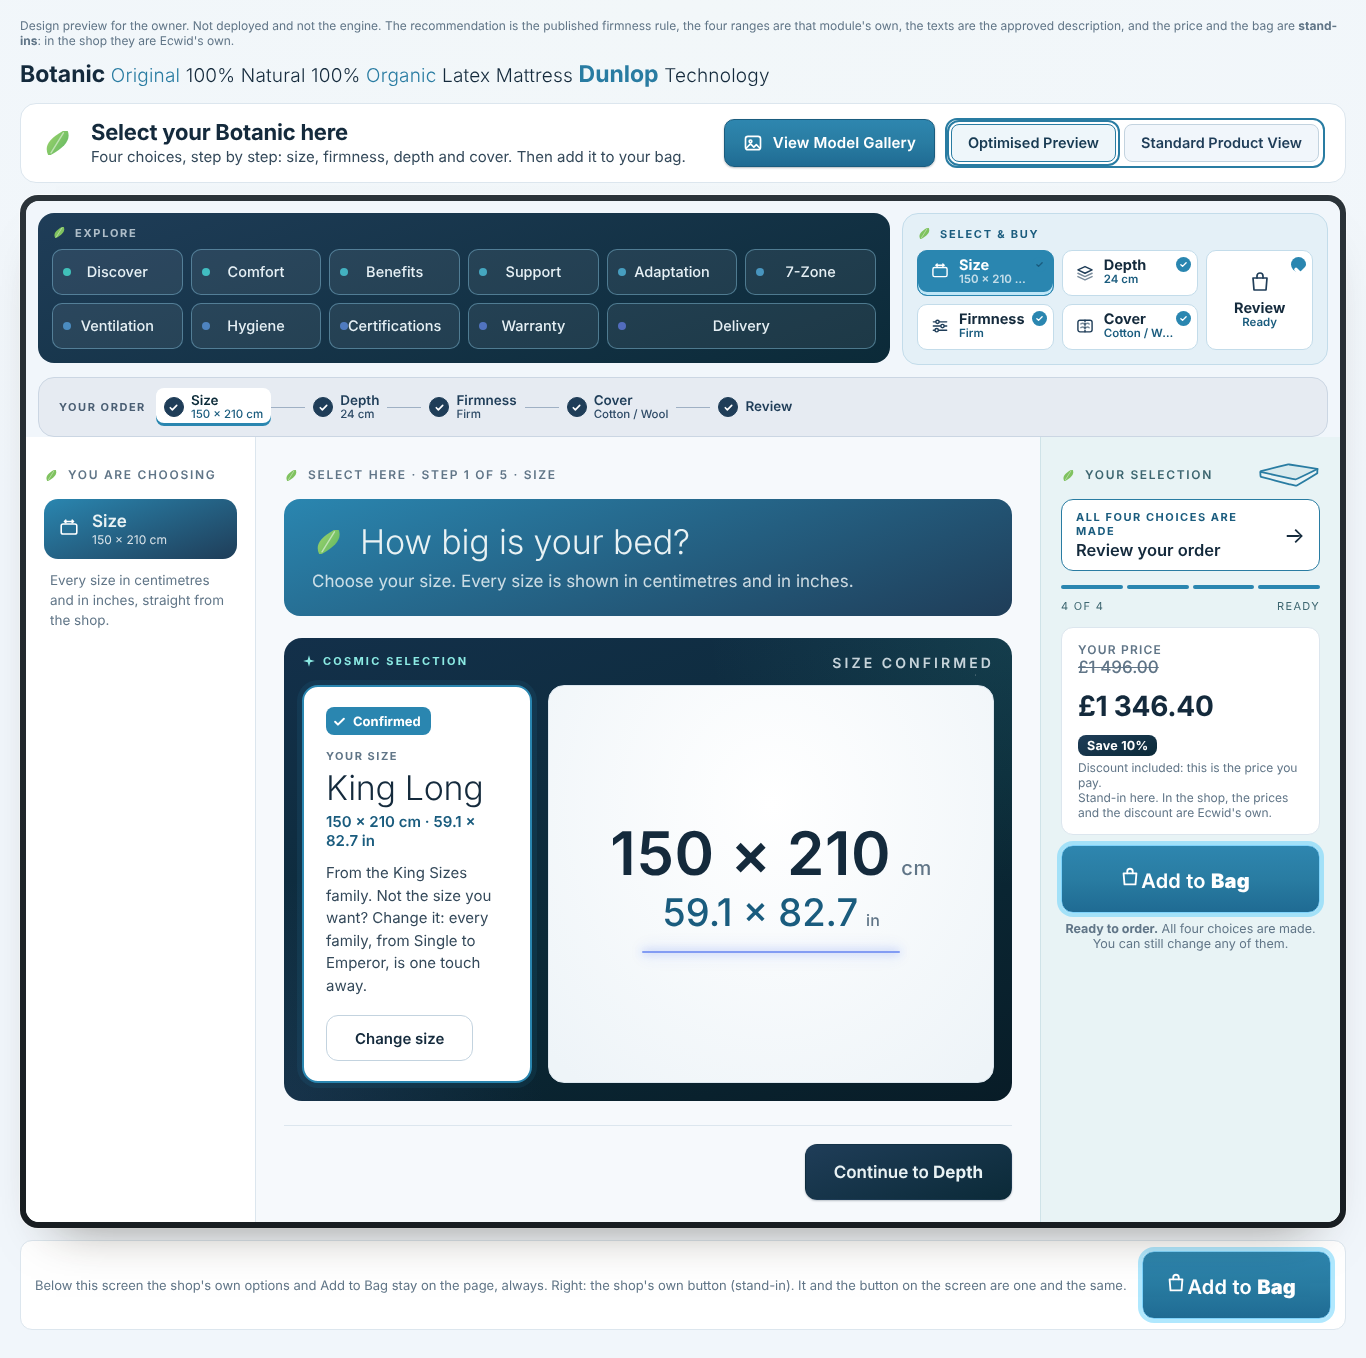 Design preview for the owner. Not deployed and not the engine. The recommendation is the published firmness rule, the four ranges are that module's own, the texts are the approved description, and the price and the bag are stand-
ins: in the shop they are Ecwid's own.
Botanic Original 100% Natural 100% Organic Latex Mattress Dunlop Technology
Select your Botanic here
Four choices, step by step: size, firmness, depth and cover. Then add it to your bag.
View Model Gallery
Optimised Preview
Standard Product View
EXPLORE
Discover
Comfort
Benefits
Support
Adaptation
7-Zone
Ventilation
Hygiene
Certifications
Warranty
Delivery
SELECT & BUY
Size
150 × 210 ...
Depth
24 cm
Firmness
Firm
Cover
Cotton / W...
Review
Ready
YOUR ORDER
Size
150 × 210 cm
Depth
24 cm
Firmness
Firm
Cover
Cotton / Wool
Review
YOU ARE CHOOSING
Size
150 × 210 cm
Every size in centimetres
and in inches, straight from
the shop.
SELECT HERE · STEP 1 OF 5 · SIZE
How big is your bed?
Choose your size. Every size is shown in centimetres and in inches.
COSMIC SELECTION
SIZE CONFIRMED
Confirmed
YOUR SIZE
King Long
150 × 210 cm · 59.1 ×
82.7 in
From the King Sizes
family. Not the size you
want? Change it: every
family, from Single to
Emperor, is one touch
away.
Change size
150 × 210 cm
59.1 × 82.7 in
Continue to Depth
YOUR SELECTION
ALL FOUR CHOICES ARE
MADE
Review your order
4 OF 4
READY
YOUR PRICE
£1 496.00
£1 346.40
Save 10%
Discount included: this is the price you
pay.
Stand-in here. In the shop, the prices
and the discount are Ecwid's own.
Add to Bag
Ready to order. All four choices are made.
You can still change any of them.
Below this screen the shop's own options and Add to Bag stay on the page, always. Right: the shop's own button (stand-in). It and the button on the screen are one and the same.
Add to Bag